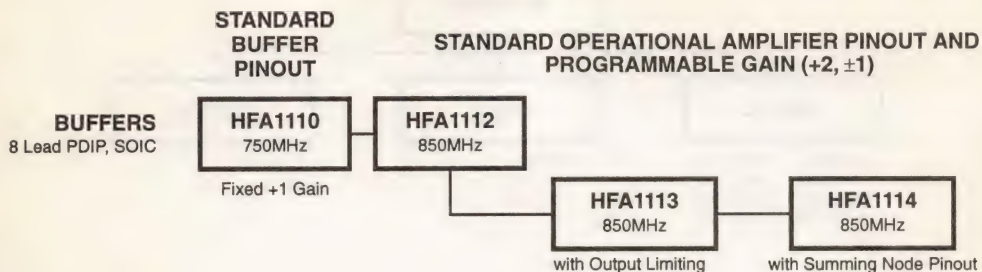 STANDARD
BUFFER
PINOUT
STANDARD OPERATIONAL AMPLIFIER PINOUT AND
PROGRAMMABLE GAIN (+2, ±1)
BUFFERS
8 Lead PDIP, SOIC
HFA1110
750MHz
Fixed +1 Gain
HFA1112
850MHz
HFA1113
850MHz
with Output Limiting
HFA1114
850MHz
with Summing Node Pinout